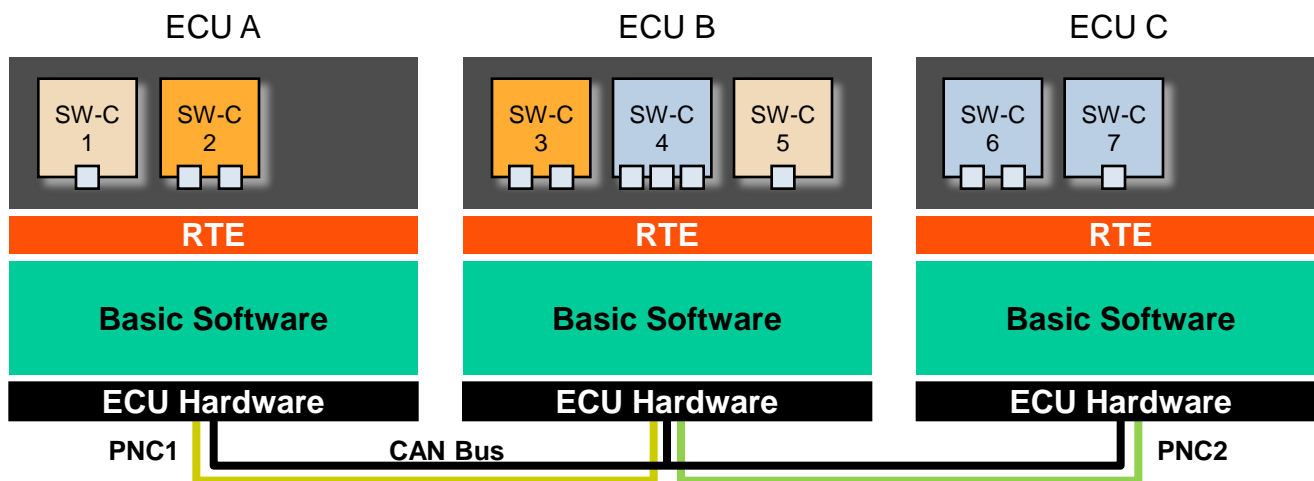 ECU A
ECU B
ECU C
SW-C
1
SW-C
2
SW-C
3
SW-C
4
SW-C
5
SW-C
6
SW-C
7
RTE
RTE
RTE
Basic Software
Basic Software
Basic Software
ECU Hardware
ECU Hardware
ECU Hardware
PNC1
CAN Bus
PNC2